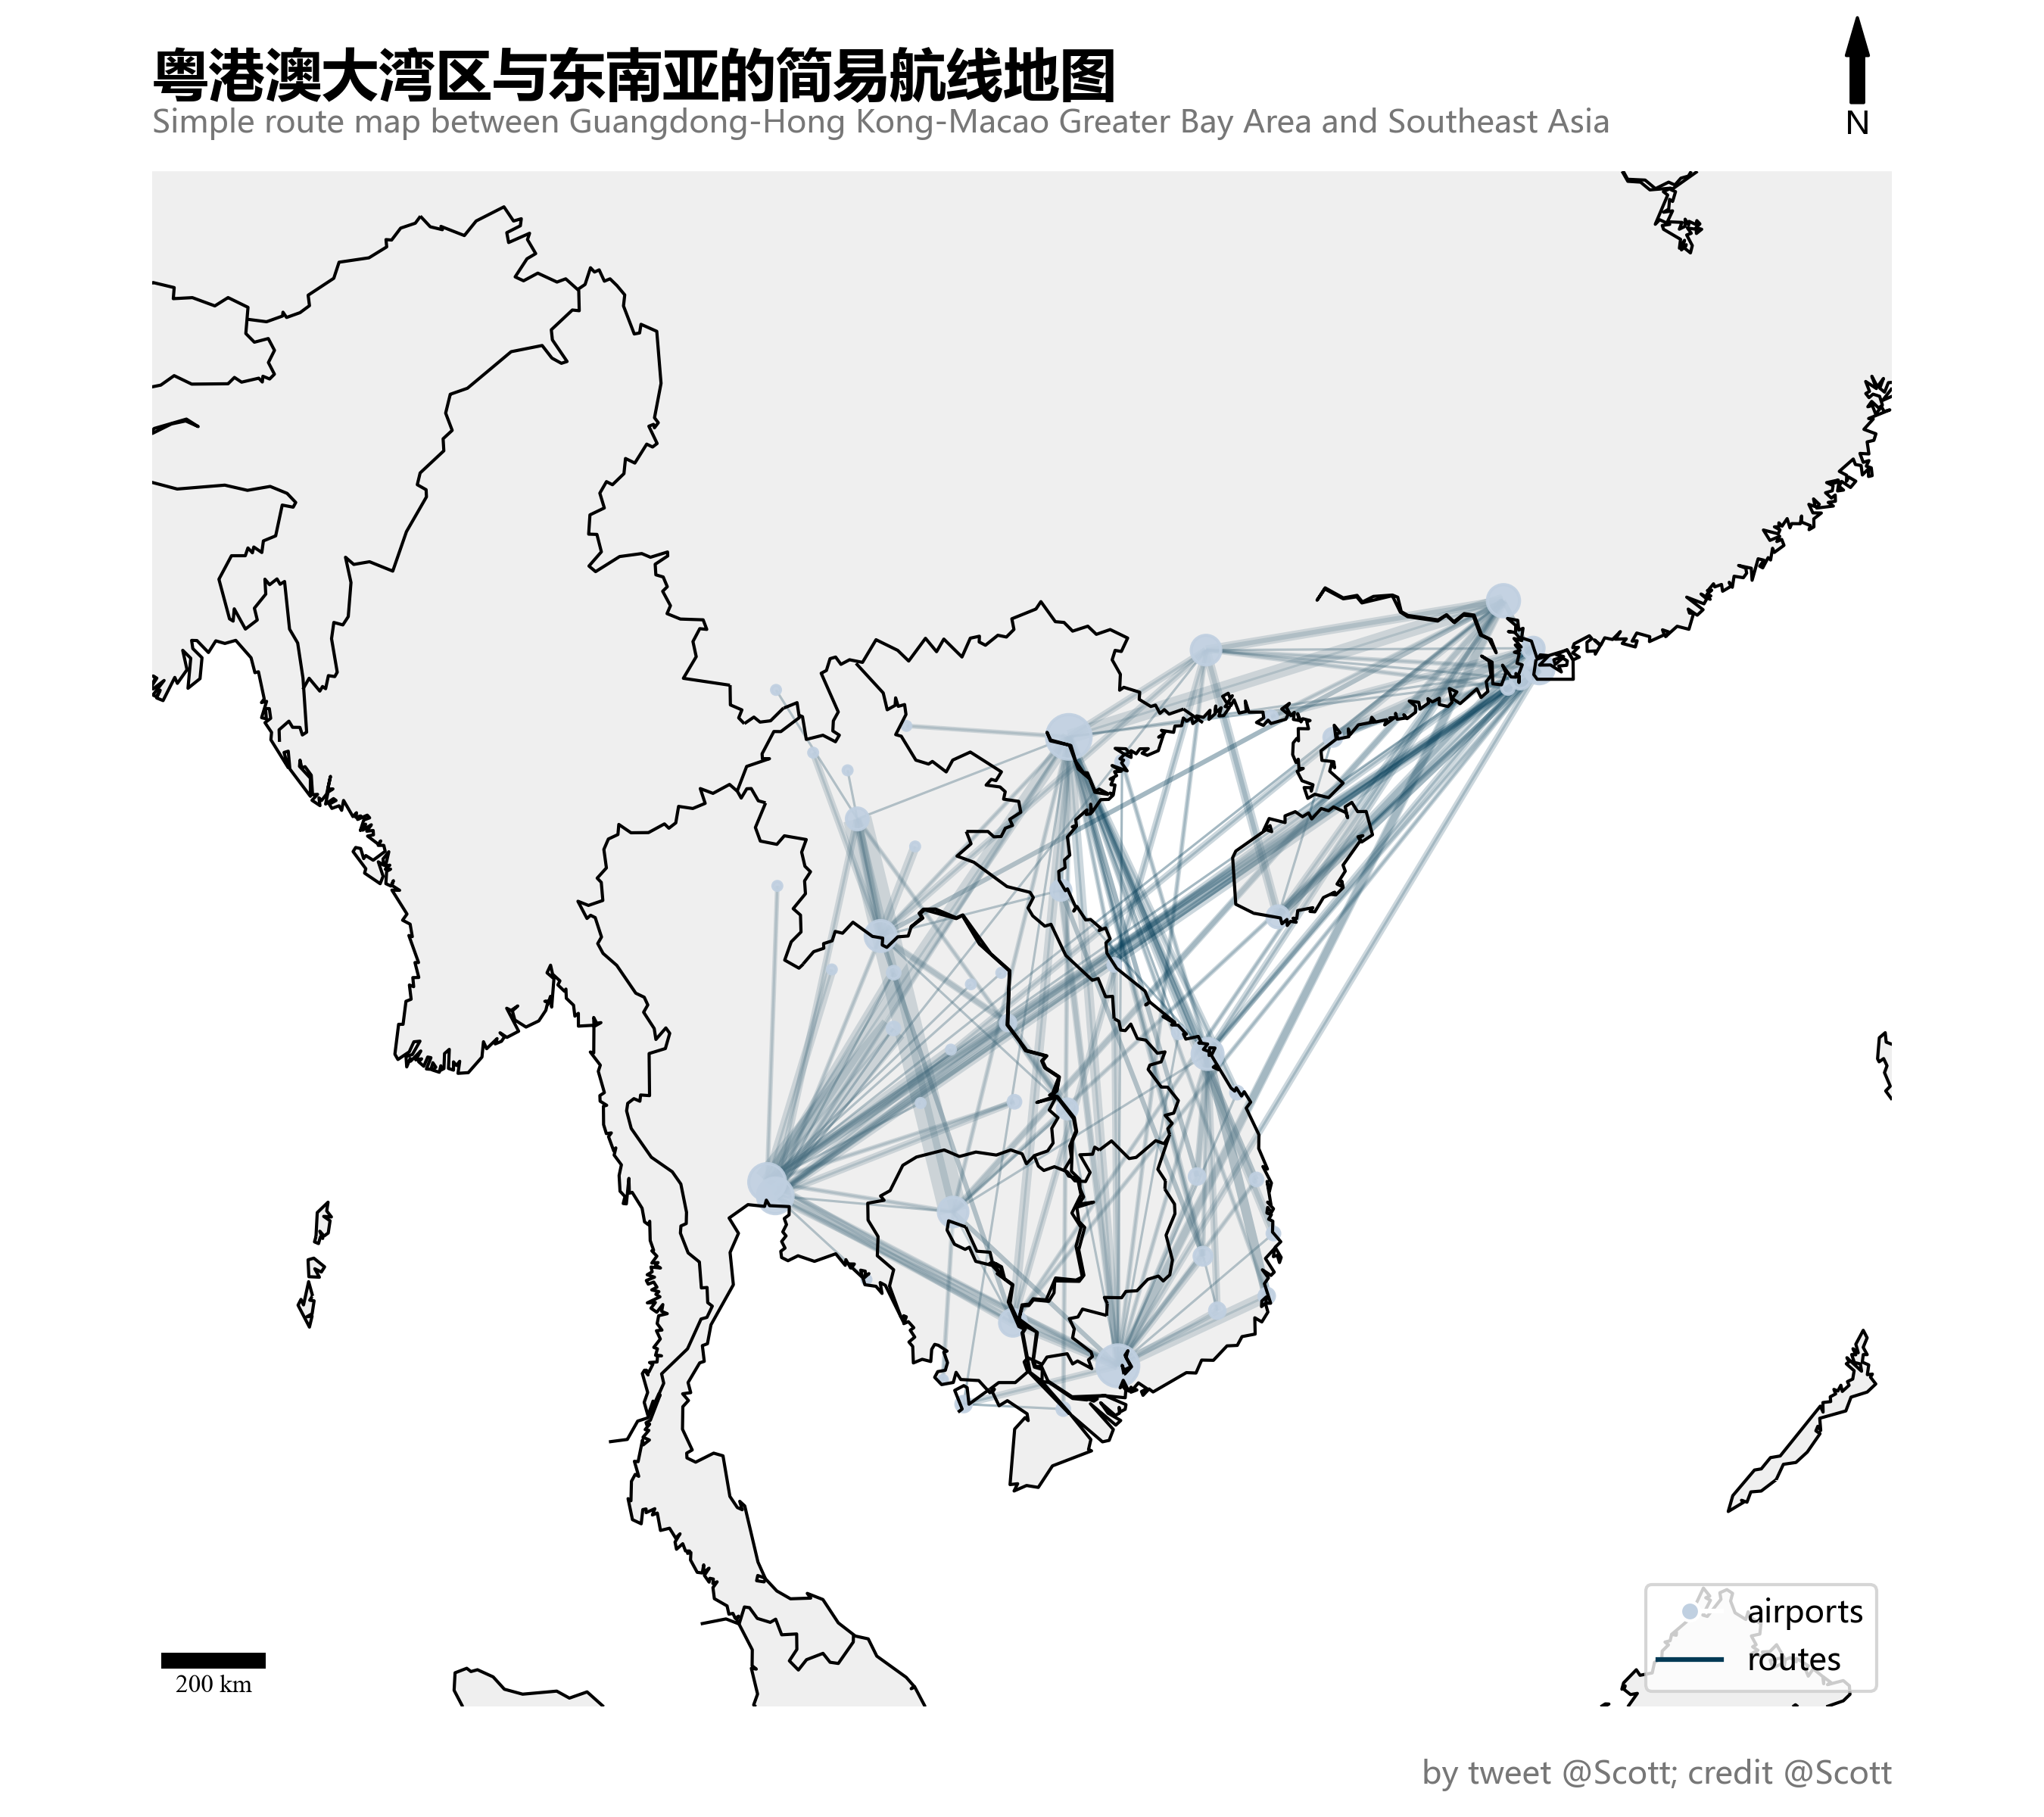 粤港澳大湾区与东南亚的简易航线地图
Simple route map between Guangdong-Hong Kong-Macao Greater Bay Area and Southeast Asia
N
airports
routes
200 km
by tweet @Scott; credit @Scott